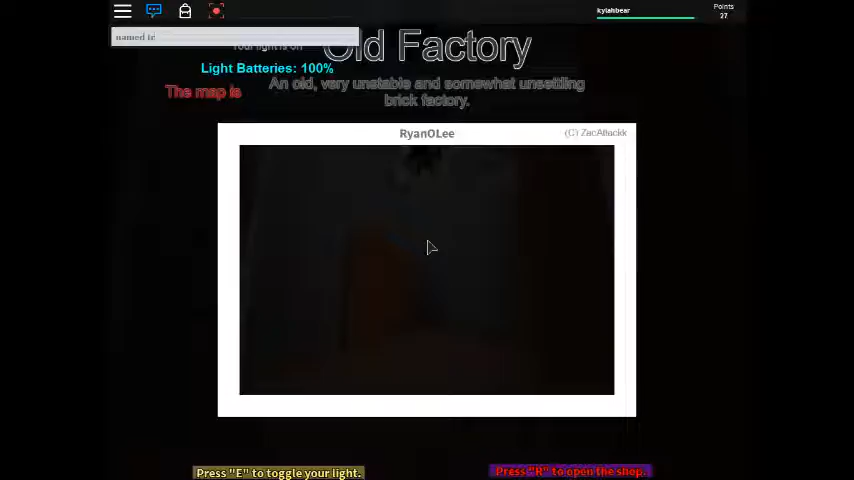 kylahbear
Points
27
named te
Your light is on
Old Factory
Light Batteries: 100%
The map is
An old, very unstable and somewhat unsettling
brick factory.
RyanOLee
(C) ZacAttackk
Press "E" to toggle your light.
Press "R" to open the shop.